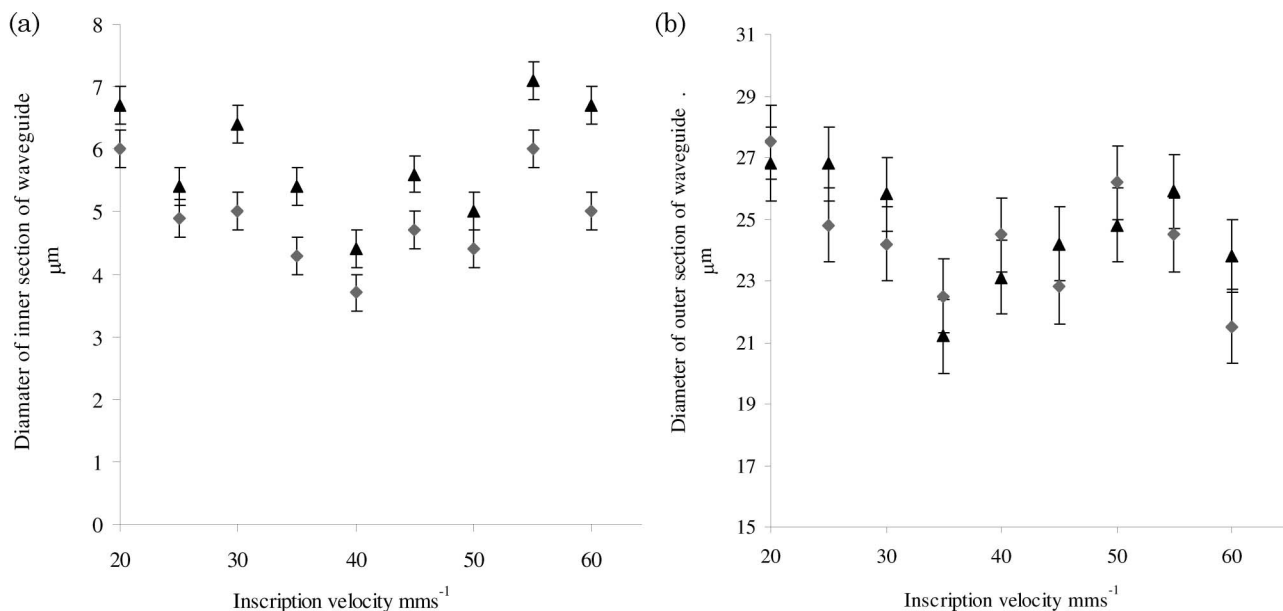 (a)
8
7
6
5
4
3
2
1
0
Diamater of inner section of waveguide
μm
20 30 40 50 60
Inscription velocity mms-1
(b)
31
29
27
25
23
21
19
17
15
Diameter of outer section of waveguide .
μm
20 30 40 50 60
Inscription velocity mms-1